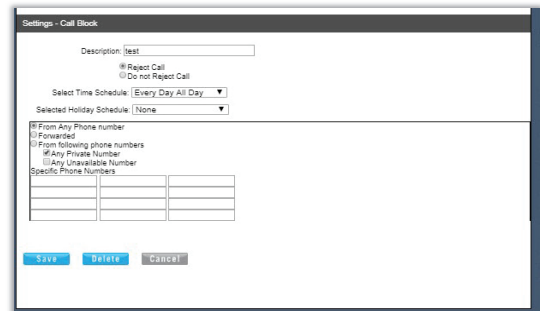 Settings - Call Block
Description: test
Reject Call
Do not Reject Call
Select Time Schedule: Every Day All Day
Selected Holiday Schedule: None
From Any Phone number
Forwarded
From following phone numbers
Any Private Number
Any Unavailable Number
Specific Phone Numbers
Save Delete Cancel